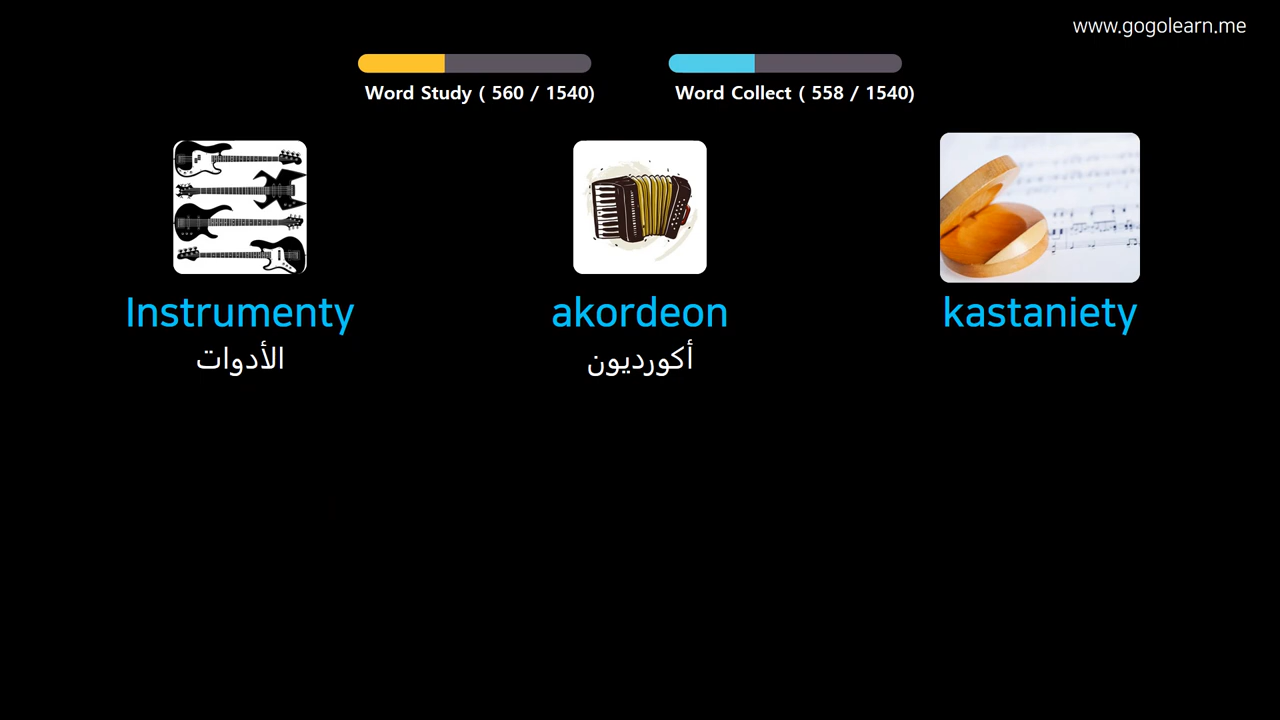 www.gogolearn.me
Word Study ( 560 / 1540)
Word Collect ( 558 / 1540)
Instrumenty
الأدوات
akordeon
أكورديون
kastaniety